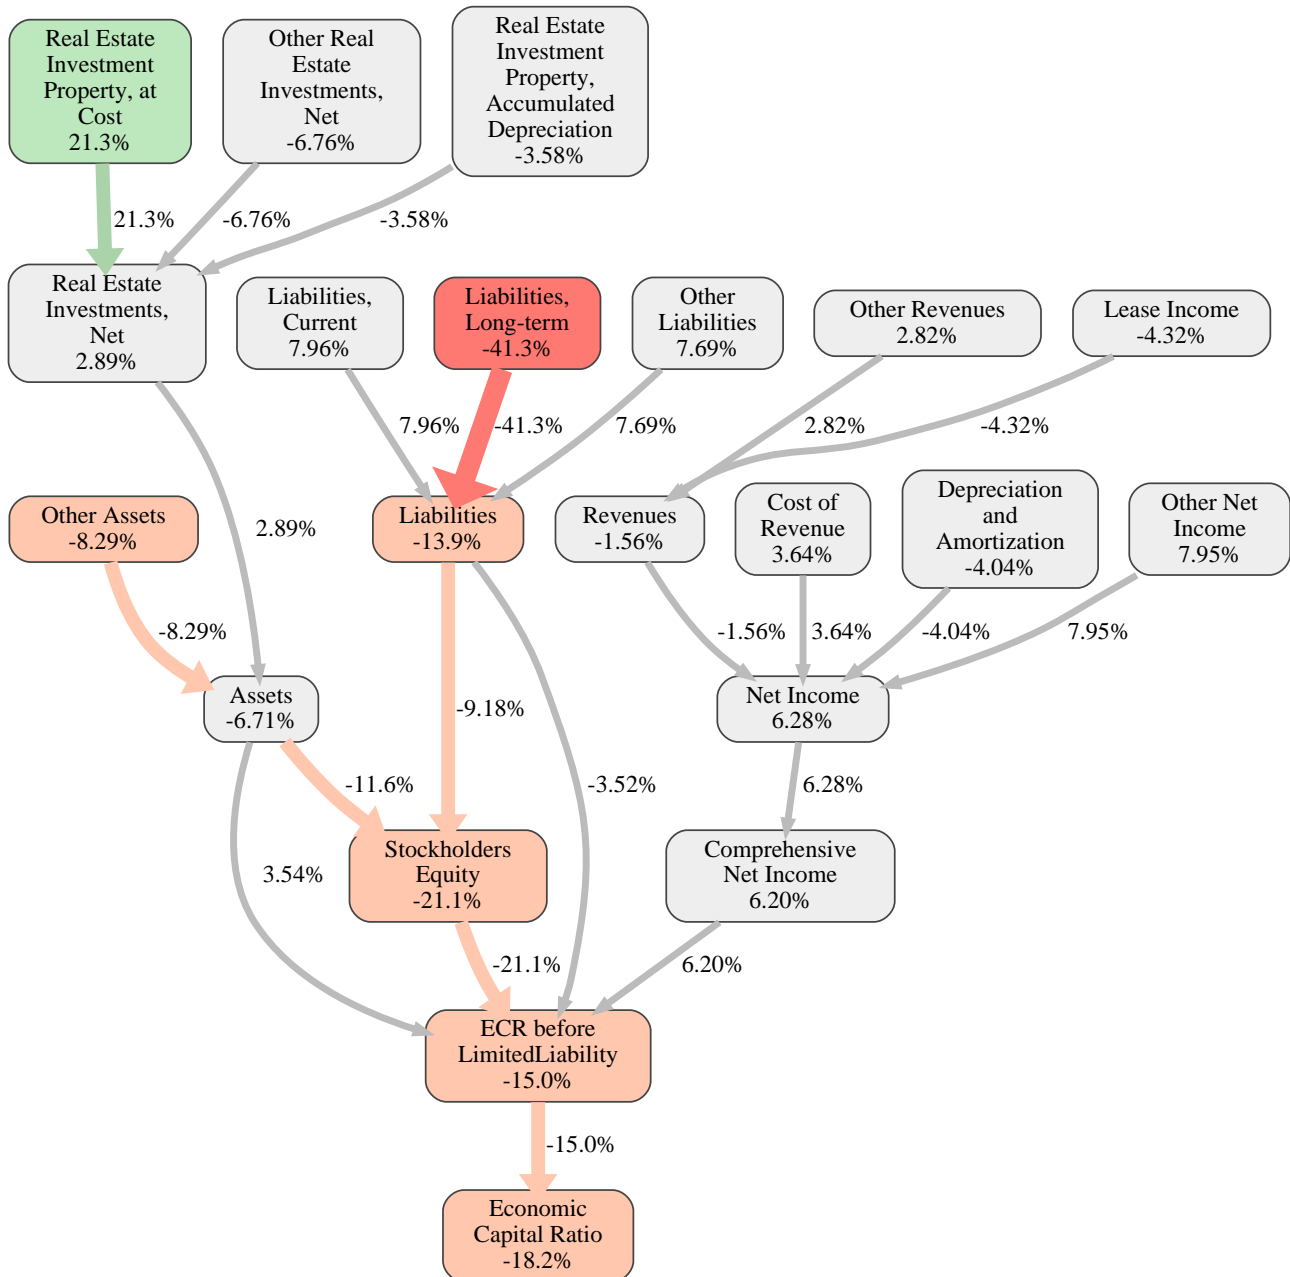 Real Estate
Investment
Property, at
Cost
21.3%
Other Real
Estate
Investments,
Net
-6.76%
Real Estate
Investment
Property,
Accumulated
Depreciation
-3.58%
21.3%
-6.76%
-3.58%
Real Estate
Investments,
Net
2.89%
Liabilities,
Current
7.96%
Liabilities,
Long-term
-41.3%
Other
Liabilities
7.69%
Other Revenues
2.82%
Lease Income
-4.32%
7.96%
-41.3%
7.69%
2.82%
-4.32%
Other Assets
-8.29%
2.89%
Liabilities
-13.9%
Revenues
-1.56%
Cost of
Revenue
3.64%
Depreciation
and
Amortization
-4.04%
Other Net
Income
7.95%
-8.29%
-1.56%
3.64%
-4.04%
7.95%
Assets
-6.71%
-9.18%
Net Income
6.28%
-11.6%
-3.52%
6.28%
3.54%
Stockholders
Equity
-21.1%
Comprehensive
Net Income
6.20%
-21.1%
6.20%
ECR before
LimitedLiability
-15.0%
-15.0%
Economic
Capital Ratio
-18.2%